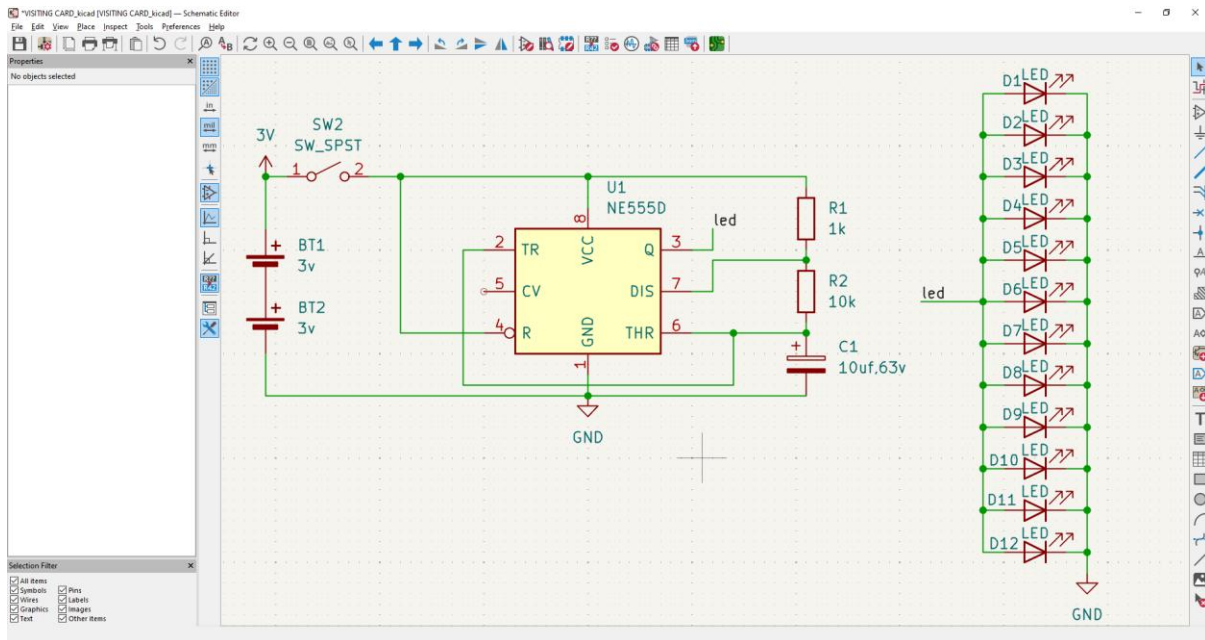 *VISITING CARD_kicad [VISITING CARD_kicad] — Schematic Editor
File Edit View Place Inspect Tools Preferences Help
Properties
No objects selected
in
mil
mm
Selection Filter
All items
Symbols Pins
Wires Labels
Graphics Images
Text Other items
3V
SW2
SW_SPST
1 2
BT1
3v
BT2
3v
U1
NE555D
8
VCC
2 TR
5 CV
4 R
Q 3
DIS 7
THR 6
GND
1
GND
led
R1
1k
R2
10k
C1
10uf,63v
led
D1 LED
D2 LED
D3 LED
D4 LED
D5 LED
D6 LED
D7 LED
D8 LED
D9 LED
D10 LED
D11 LED
D12 LED
GND